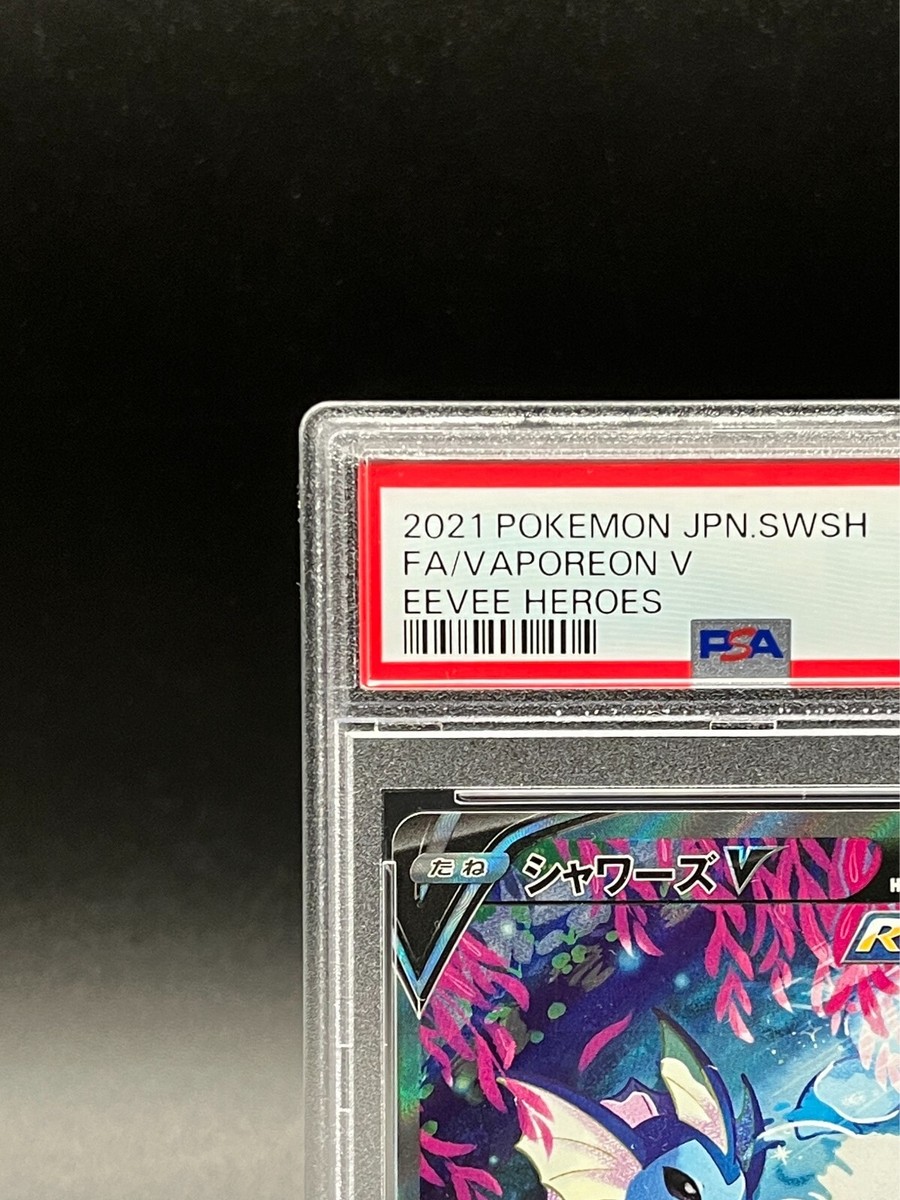 2021 POKEMON JPN.SWSH
FA/VAPOREON V
EEVEE HEROES
PSA
たね シャワーズV